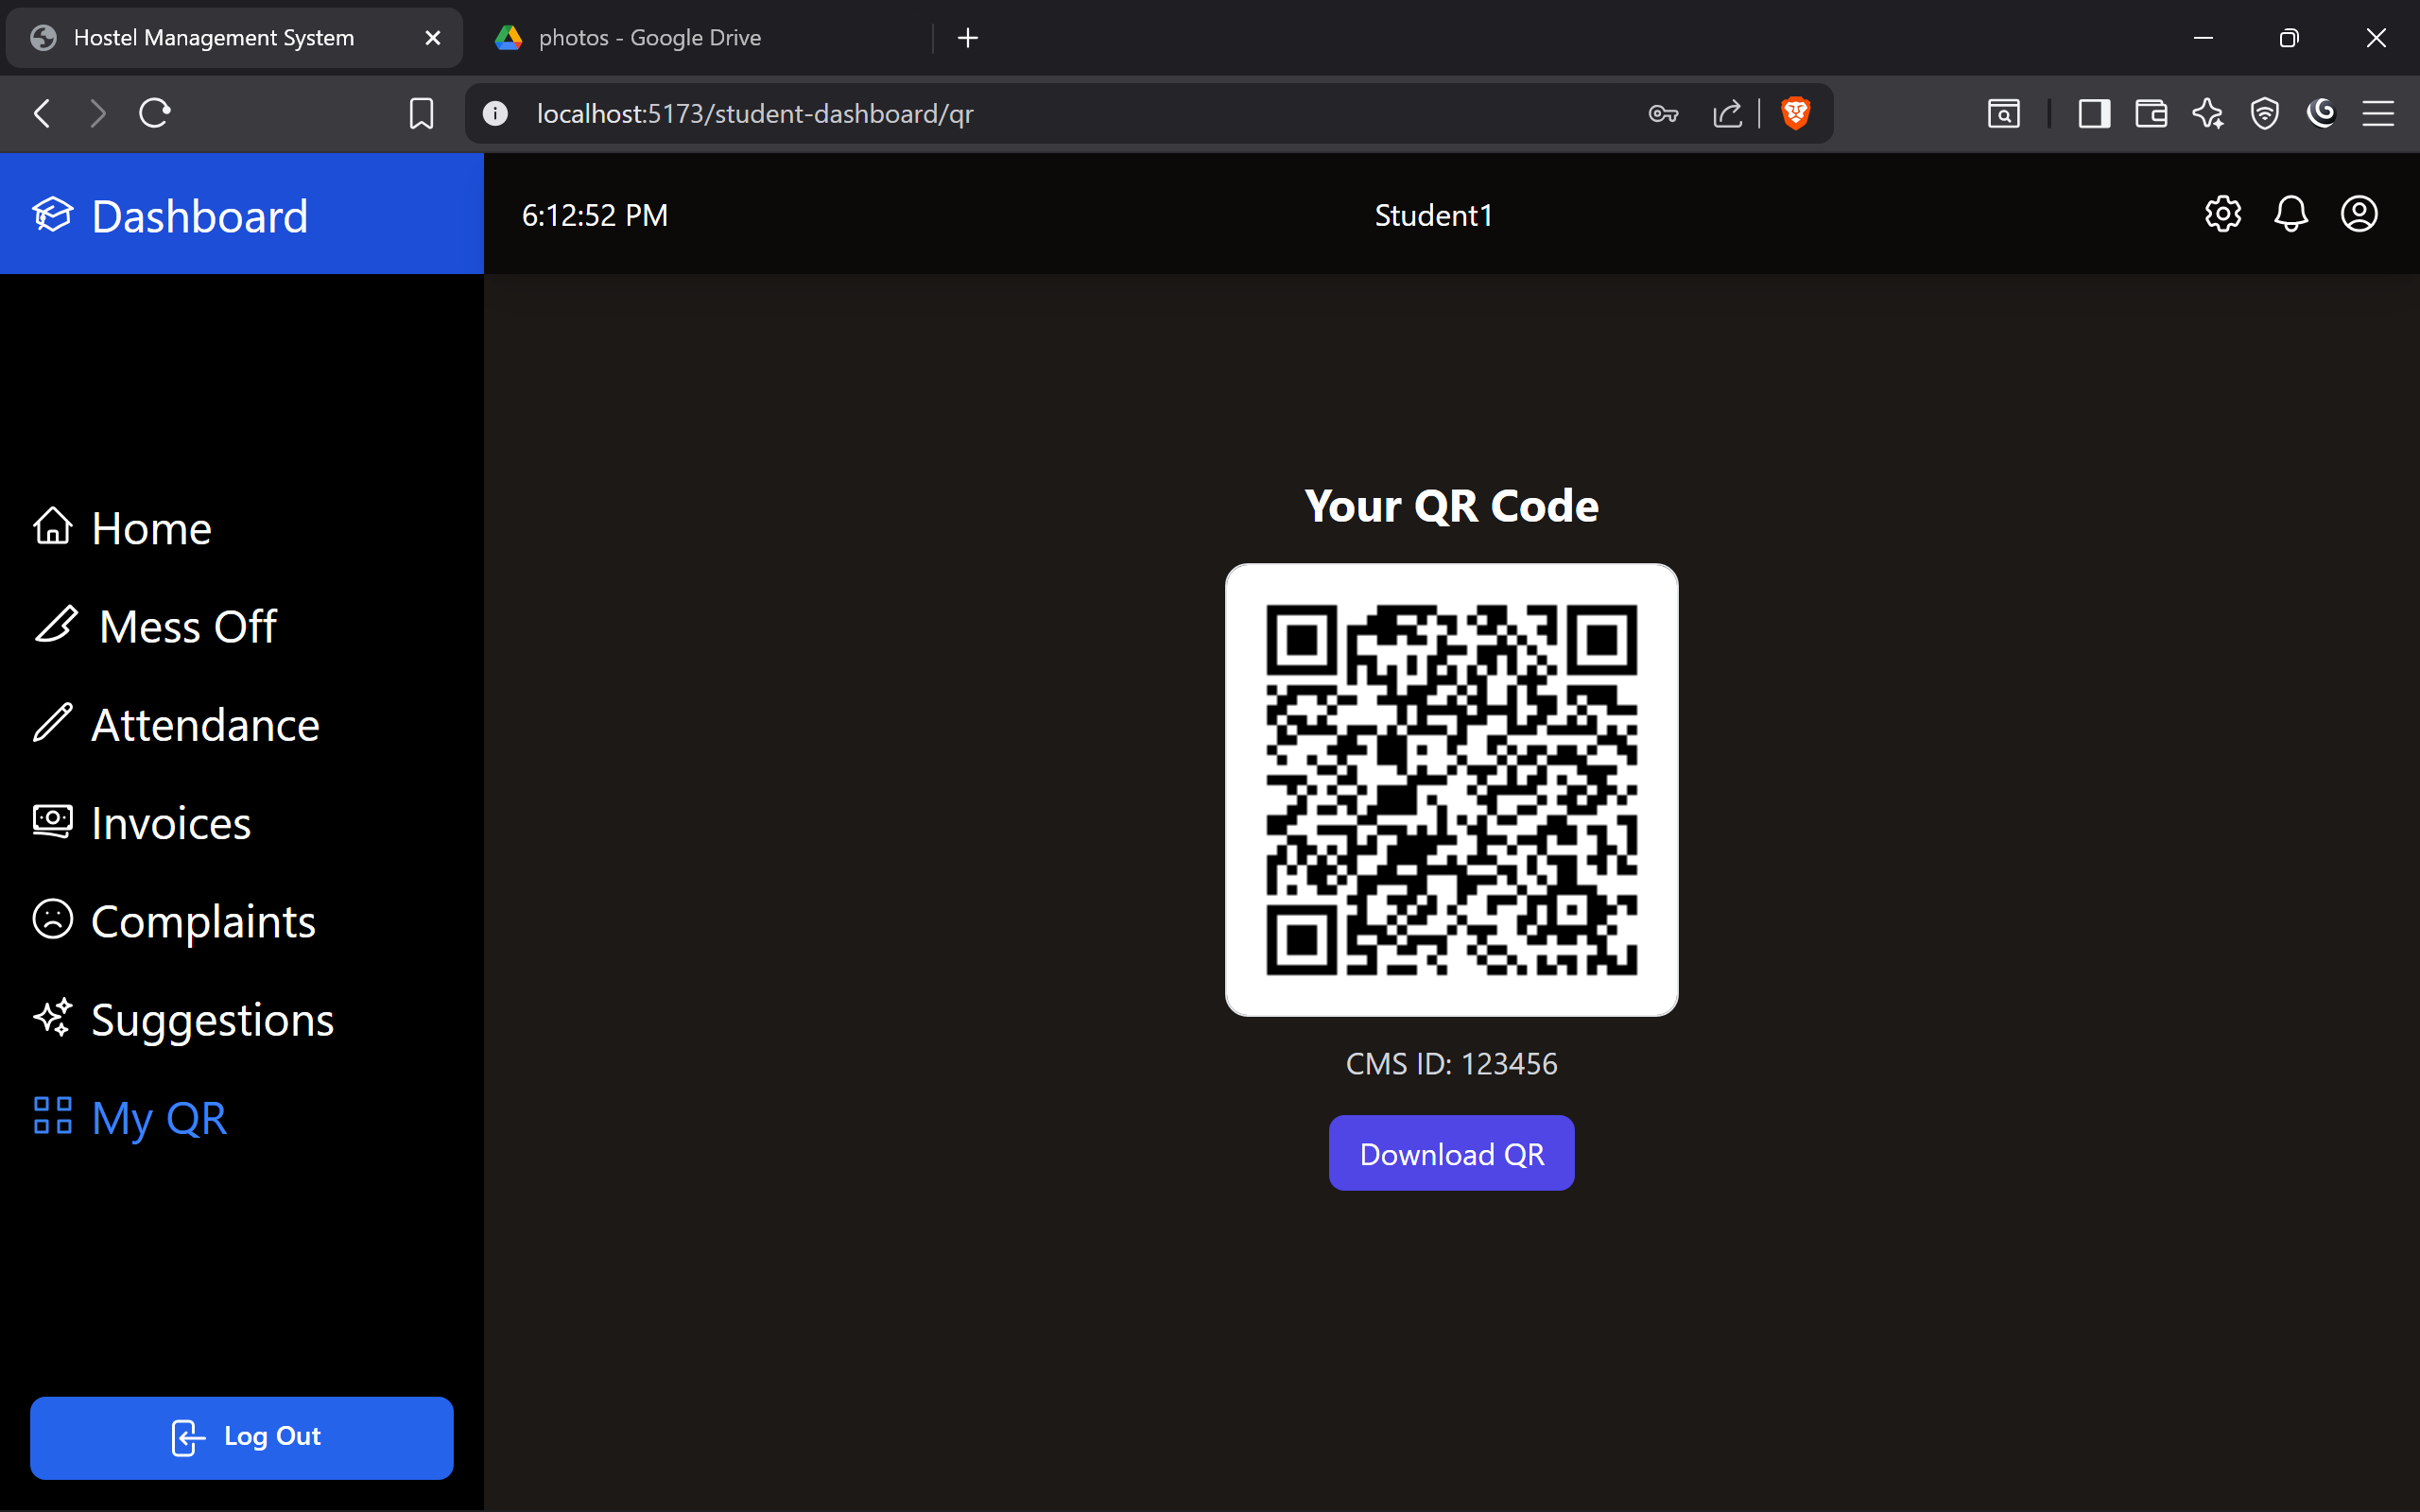 Hostel Management System
photos - Google Drive
localhost:5173/student-dashboard/qr
Dashboard
6:12:52 PM
Student1
Home
Mess Off
Attendance
Invoices
Complaints
Suggestions
My QR
Log Out
Your QR Code
CMS ID: 123456
Download QR